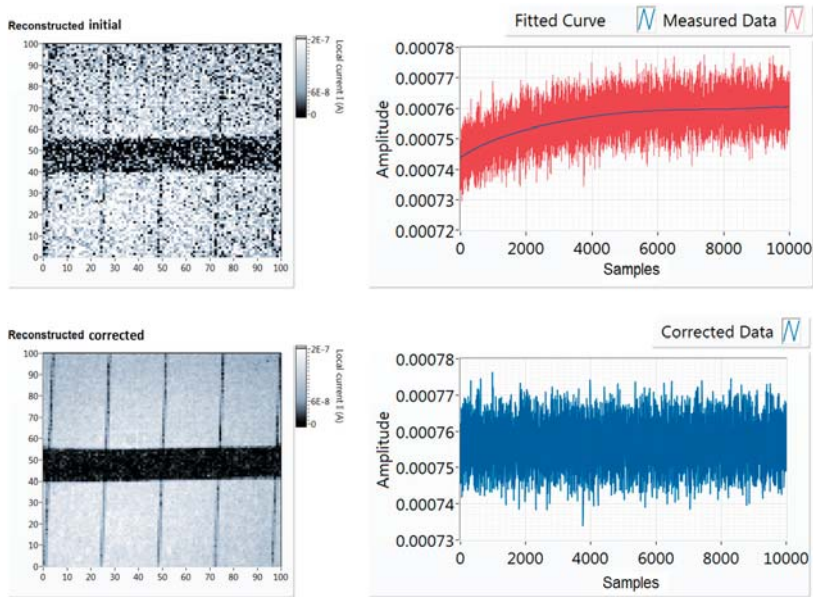 Reconstructed initial
100
90
80
70
60
50
40
30
20
10
0
0 10 20 30 40 50 60 70 80 90 100
2E-7
6E-8
0
Local current I (A)
Fitted Curve Measured Data
0.00078
0.00077
0.00076
0.00075
0.00074
0.00073
0.00072
Amplitude
0 2000 4000 6000 8000 10000
Samples
Reconstructed corrected
100
90
80
70
60
50
40
30
20
10
0
0 10 20 30 40 50 60 70 80 90 100
2E-7
6E-8
0
Local current I (A)
Corrected Data
0.00078
0.00077
0.00076
0.00075
0.00074
0.00073
Amplitude
0 2000 4000 6000 8000 10000
Samples